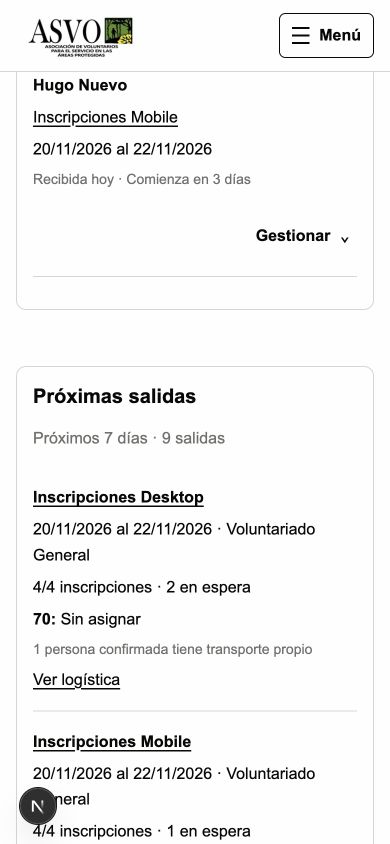 ASVO
ASOCIACIÓN DE VOLUNTARIOS
PARA EL SERVICIO EN LAS
ÁREAS PROTEGIDAS
Menú
Hugo Nuevo
Inscripciones Mobile
20/11/2026 al 22/11/2026
Recibida hoy · Comienza en 3 días
Gestionar
Próximas salidas
Próximos 7 días · 9 salidas
Inscripciones Desktop
20/11/2026 al 22/11/2026 · Voluntariado
General
4/4 inscripciones · 2 en espera
70: Sin asignar
1 persona confirmada tiene transporte propio
Ver logística
Inscripciones Mobile
20/11/2026 al 22/11/2026 · Voluntariado
neral
N
4/4 inscripciones · 1 en espera